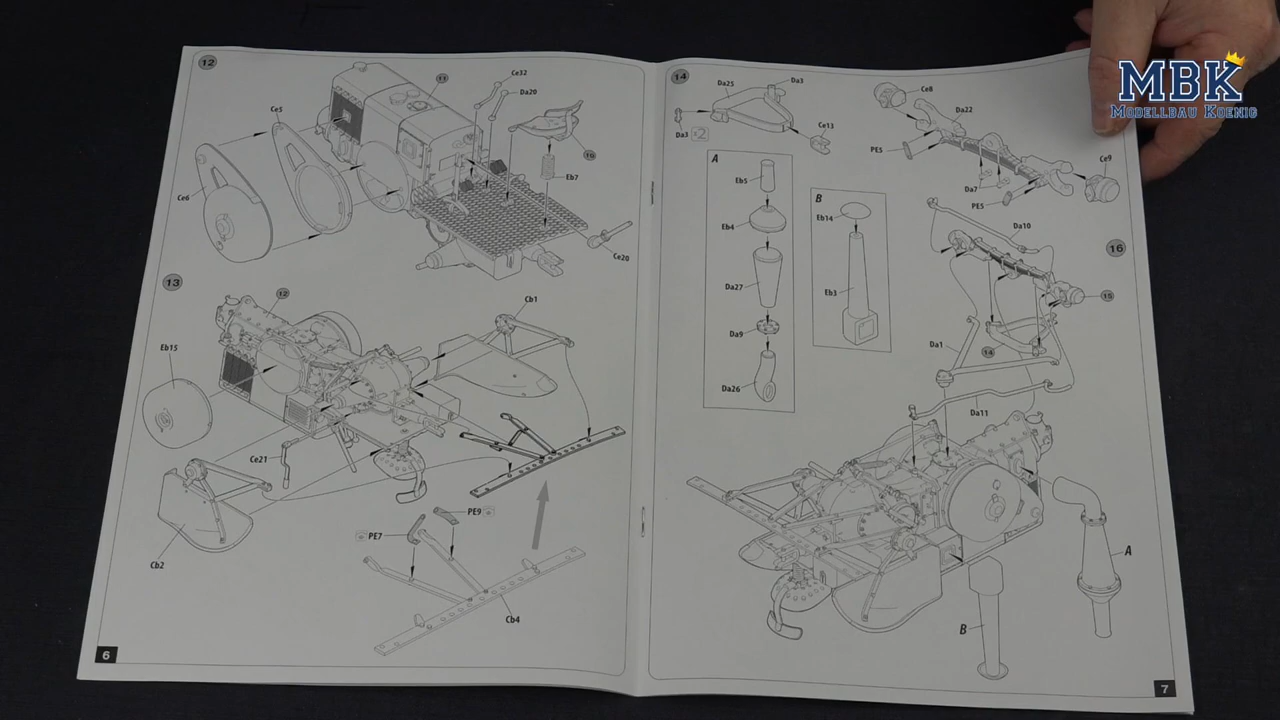 MBK
MODELLBAU KOENIG
12
11
Ce32
Da20
Ce5
10
Eb7
Ce6
Ce20
13
12
Cb1
Eb15
Ce21
PE9
PE7
Cb2
Cb4
6
14
Da25
Da3
Da3
x2
Ce13
Ce8
Da22
PE5
Ce9
Da7
PE5
A
Eb5
Eb4
Da27
Da9
Da26
B
Eb14
Eb3
Da10
16
15
Da1
14
Da11
A
B
7